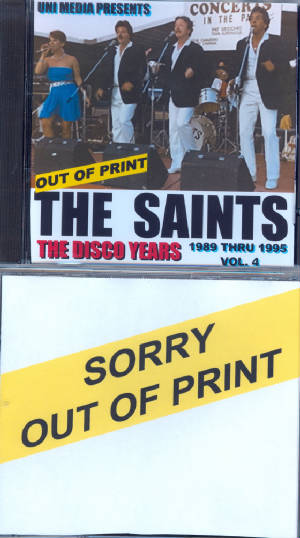 UNI MEDIA PRESENTS
CONCERTS
IN THE PARK
OUT OF PRINT
THE SAINTS
THE DISCO YEARS
1989 THRU 1995
VOL. 4
SORRY
OUT OF PRINT